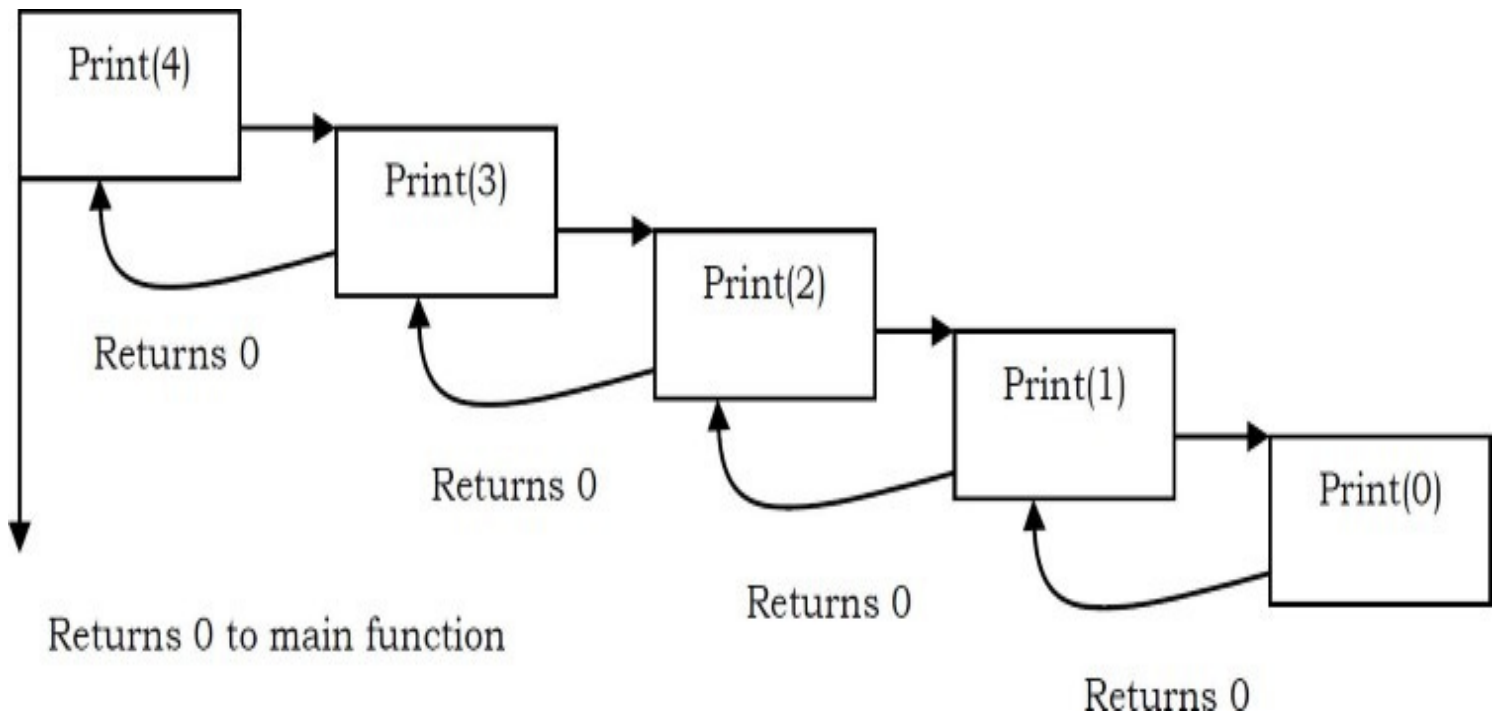 Print(4)
Print(3)
Print(2)
Returns 0
Print(1)
Returns 0
Print(0)
Returns 0
Returns 0 to main function
Returns 0